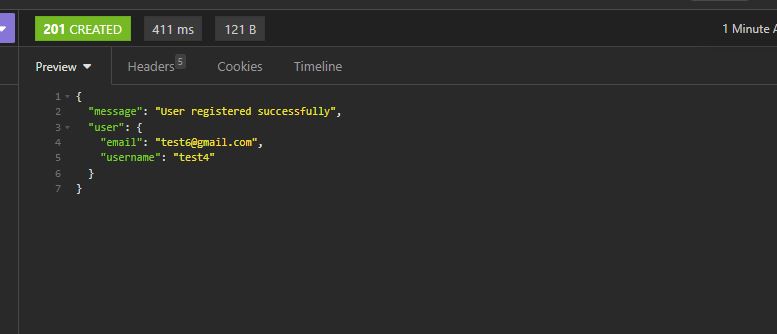 201 CREATED 411 ms 121 B 1 Minute A
Preview Headers 5 Cookies Timeline
1 {
2 "message": "User registered successfully",
3 "user": {
4 "email": "test6@gmail.com",
5 "username": "test4"
6 }
7 }